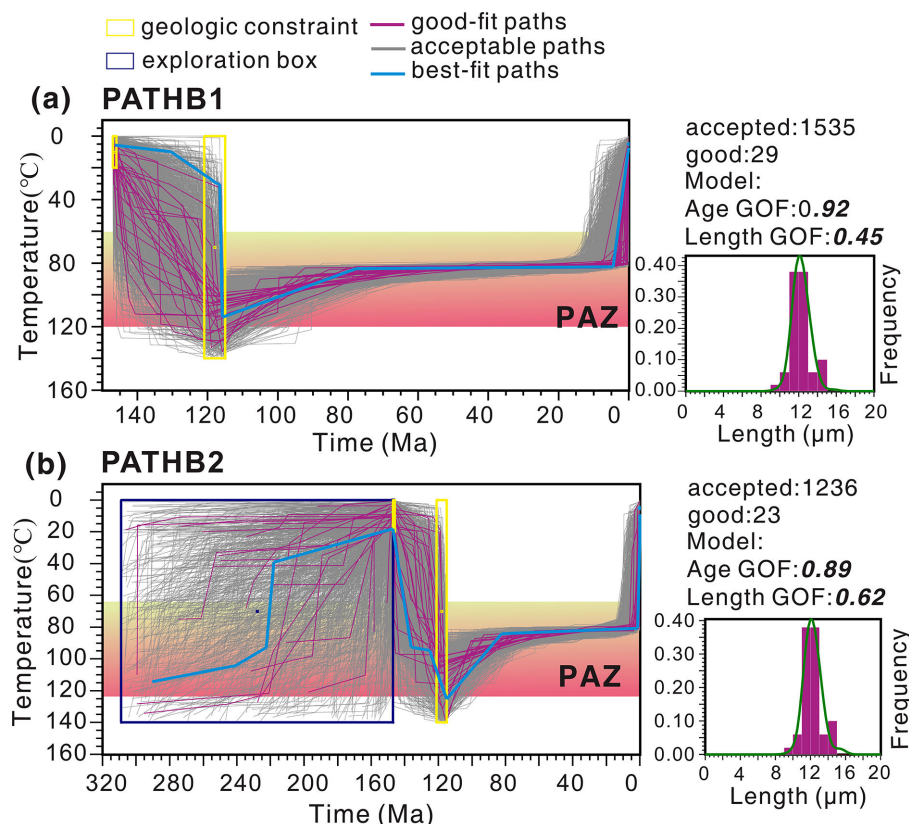 geologic constraint
exploration box
good-fit paths
acceptable paths
best-fit paths
(a) PATHB1
0
40
80
120
160
Temperature(℃)
140 120 100 80 60 40 20 0
Time (Ma)
PAZ
accepted:1535
good:29
Model:
Age GOF:0.92
Length GOF:0.45
0.40
0.30
0.20
0.10
0.00
Frequency
0 4 8 12 16 20
Length (μm)
(b) PATHB2
0
20
40
60
80
100
120
140
160
Temperature(℃)
320 280 240 200 160 120 80 40 0
Time (Ma)
PAZ
accepted:1236
good:23
Model:
Age GOF:0.89
Length GOF:0.62
0.40
0.30
0.20
0.10
0.00
Frequency
0 4 8 12 16 20
Length (μm)